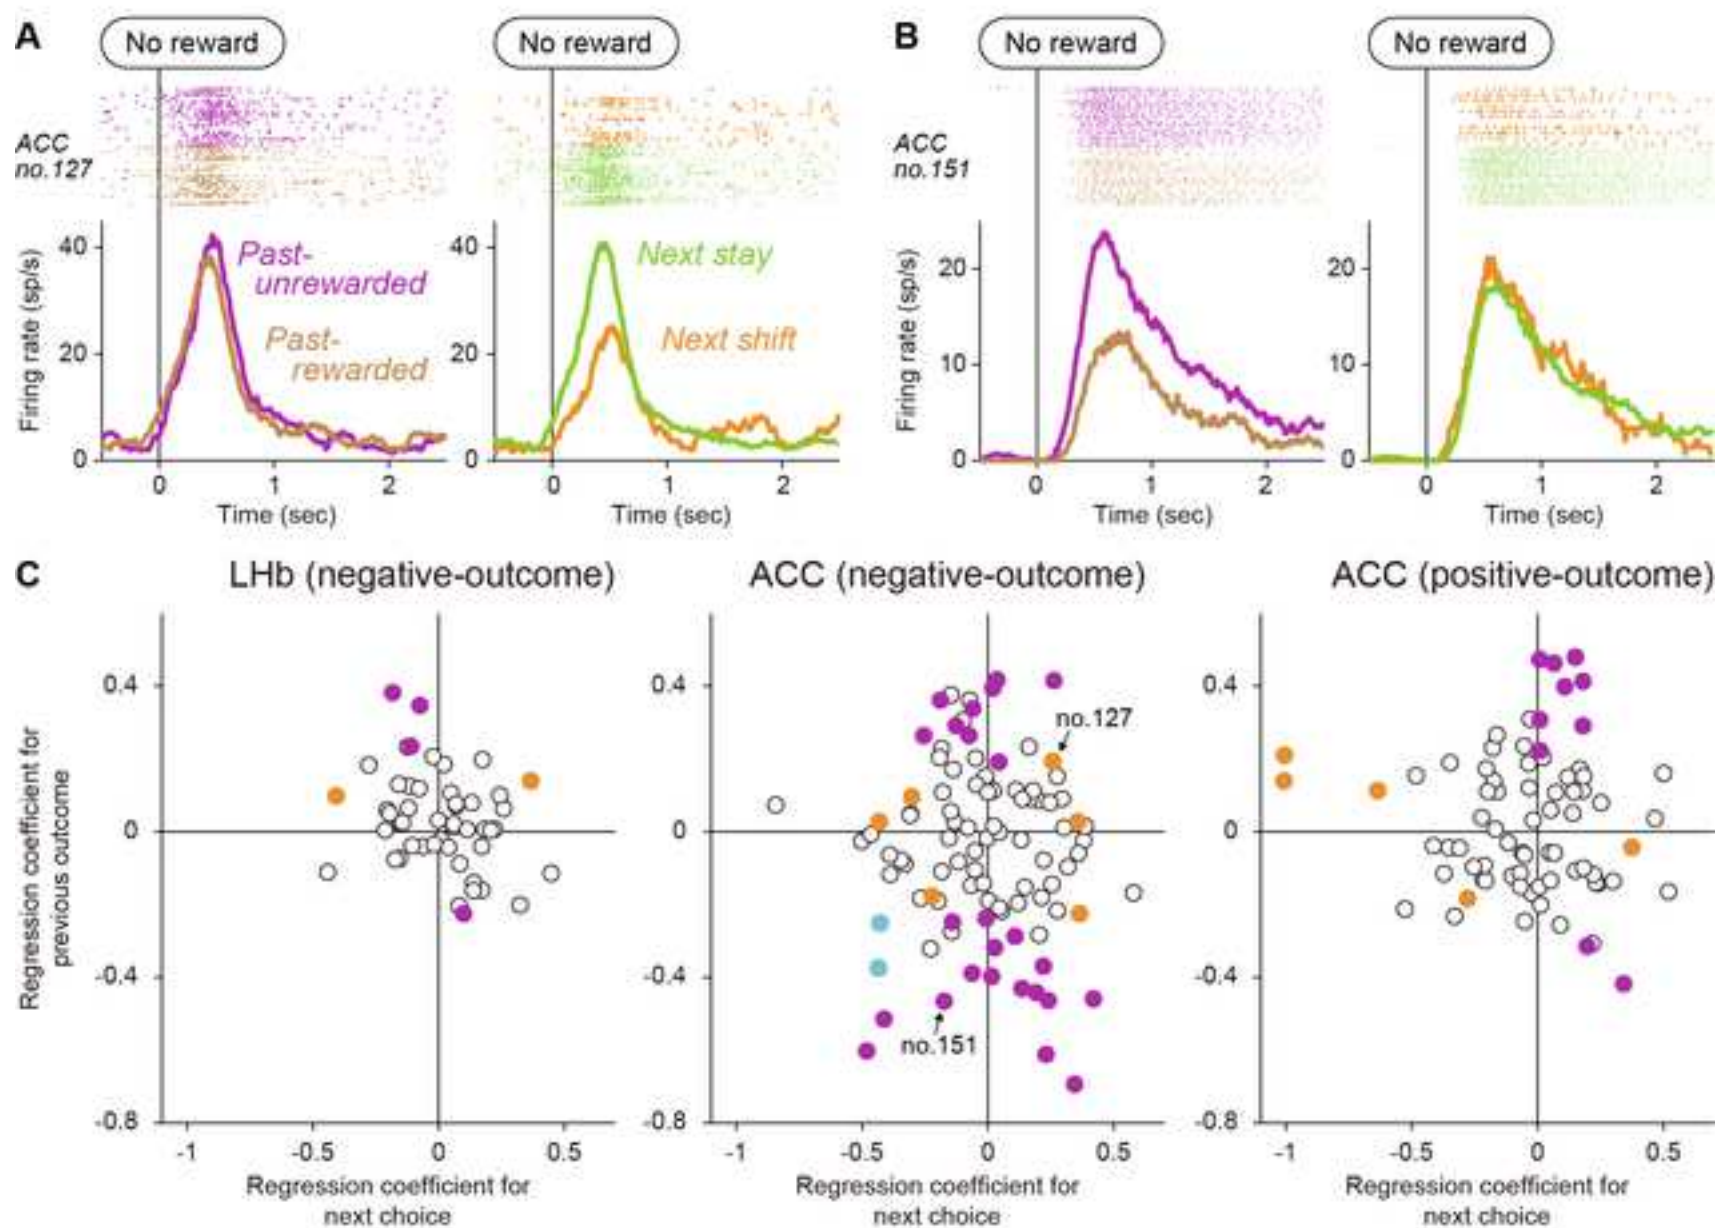 A
No reward
No reward
B
No reward
No reward
ACC
no.127
ACC
no.151
Firing rate (sp/s)
40
20
0
Past-
unrewarded
Past-
rewarded
0 1 2
Time (sec)
40
20
0
Next stay
Next shift
0 1 2
Time (sec)
Firing rate (sp/s)
20
10
0
0 1 2
Time (sec)
20
10
0
0 1 2
Time (sec)
C
LHb (negative-outcome)
ACC (negative-outcome)
ACC (positive-outcome)
Regression coefficient for
previous outcome
0.4
0
-0.4
-0.8
-1 -0.5 0 0.5
Regression coefficient for
next choice
0.4
0
-0.4
-0.8
no.127
no.151
-1 -0.5 0 0.5
Regression coefficient for
next choice
0.4
0
-0.4
-0.8
-1 -0.5 0 0.5
Regression coefficient for
next choice